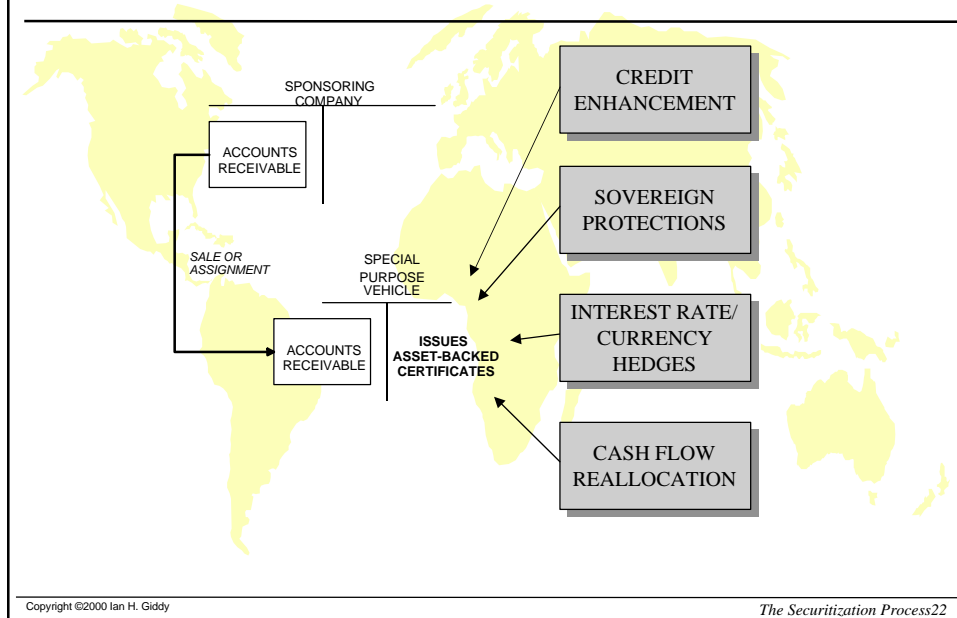 SPONSORING
COMPANY
ACCOUNTS
RECEIVABLE
SALE OR
ASSIGNMENT
SPECIAL
PURPOSE
VEHICLE
ACCOUNTS
RECEIVABLE
ISSUES
ASSET-BACKED
CERTIFICATES
CREDIT
ENHANCEMENT
SOVEREIGN
PROTECTIONS
INTEREST RATE/
CURRENCY
HEDGES
CASH FLOW
REALLOCATION
Copyright ©2000 Ian H. Giddy
The Securitization Process22